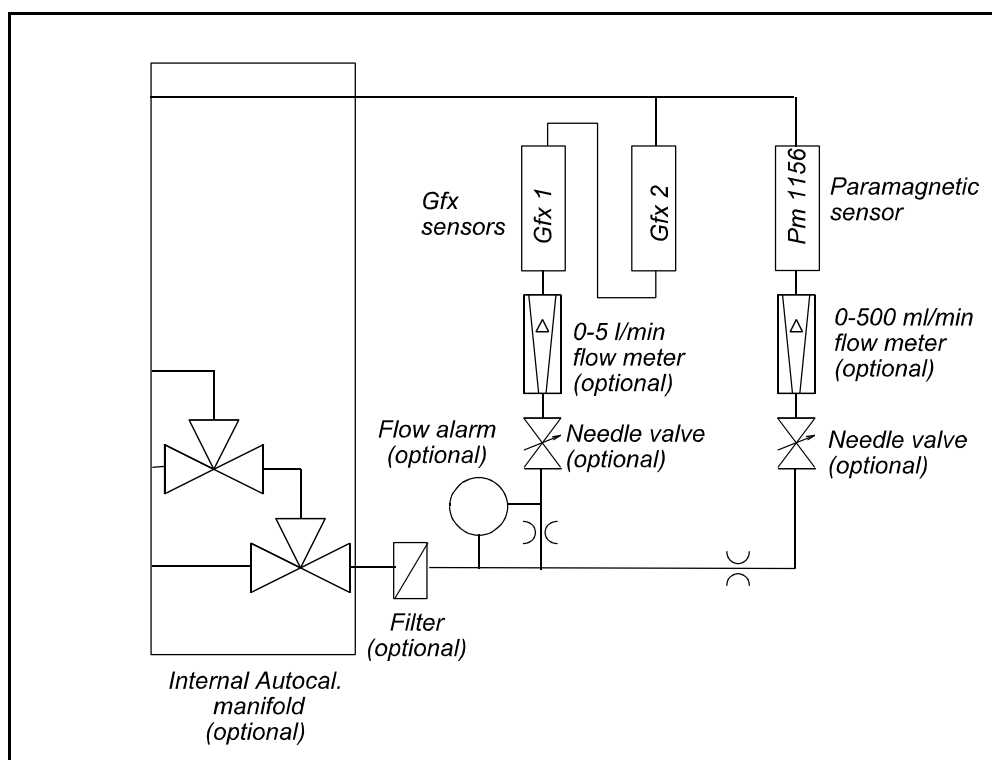 Gfx
sensors
Gfx 1
Gfx 2
Pm 1156
Paramagnetic
sensor
0-5 l/min
flow meter
(optional)
0-500 ml/min
flow meter
(optional)
Flow alarm
(optional)
Needle valve
(optional)
Needle valve
(optional)
Filter
(optional)
Internal Autocal.
manifold
(optional)